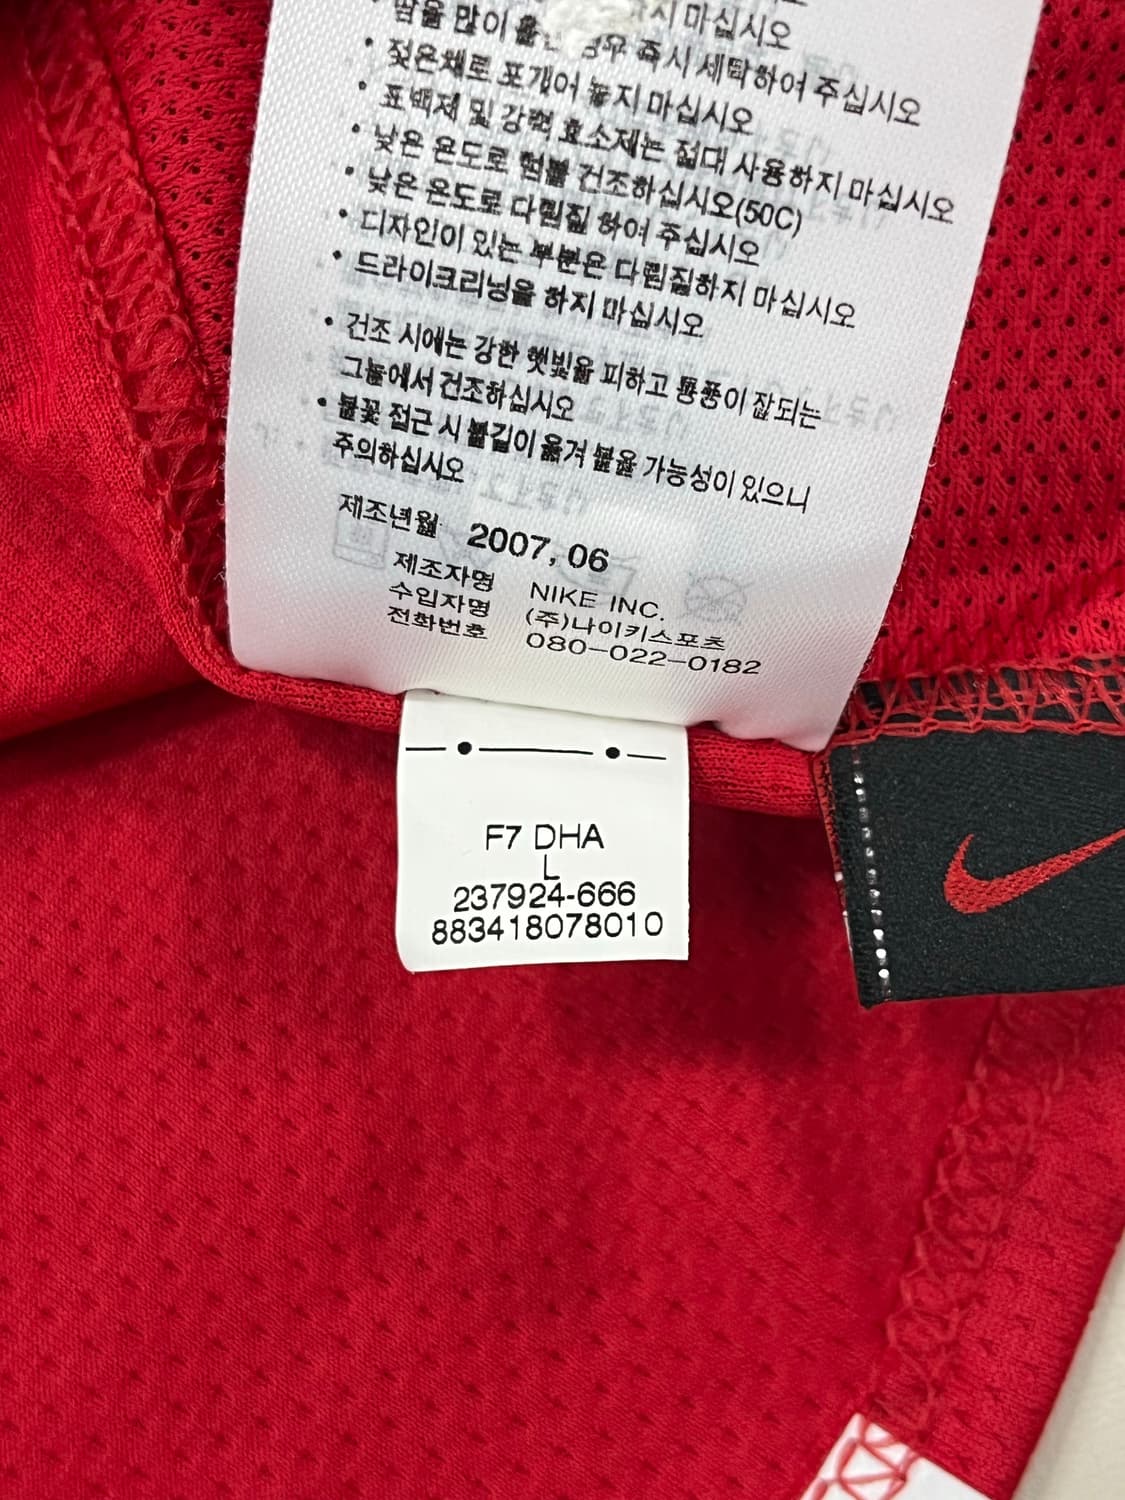 지 마십시오
땀을 많이 흘린 경우 즉시 세탁하여 주십시오
• 젖은채로 포개어 놓지 마십시오
• 표백제 및 강력 효소제는 절대 사용하지 마십시오
• 낮은 온도로 텀블 건조하십시오(50C)
• 낮은 온도로 다림질 하여 주십시오
• 디자인이 있는 부분은 다림질하지 마십시오
• 드라이크리닝을 하지 마십시오
• 건조 시에는 강한 햇빛을 피하고 통풍이 잘되는
그늘에서 건조하십시오
• 불꽃 접근 시 불길이 옮겨 붙을 가능성이 있으니
주의하십시오
제조년월 2007, 06
제조자명 NIKE INC.
수입자명 (주)나이키스포츠
전화번호 080-022-0182
F7 DHA
L
237924-666
883418078010